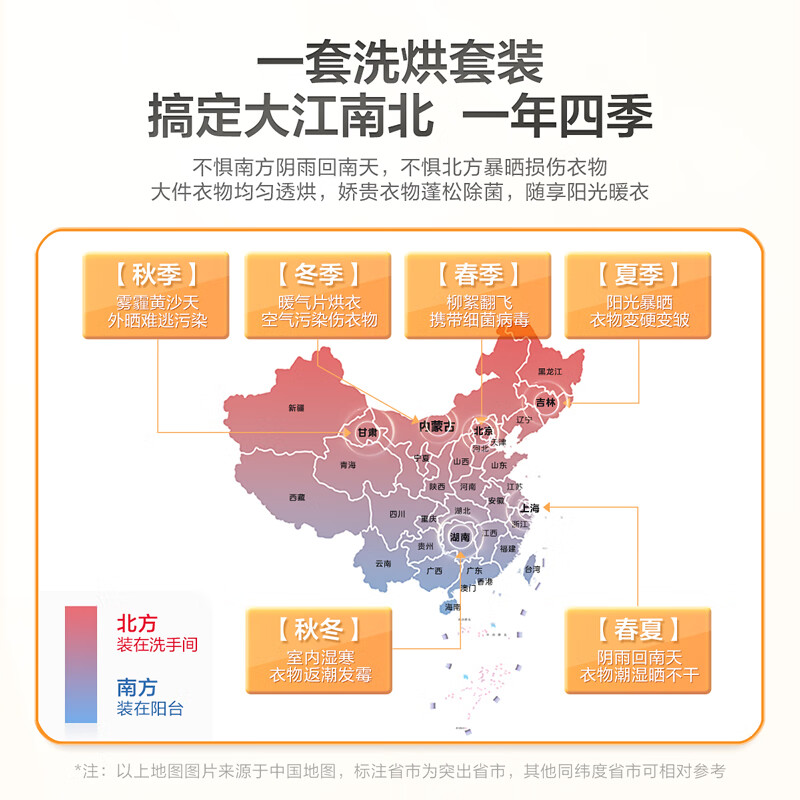 一套洗烘套装
搞定大江南北 一年四季
不惧南方阴雨回南天，不惧北方暴晒损伤衣物
大件衣物均匀透烘，娇贵衣物蓬松除菌，随享阳光暖衣
【秋季】
雾霾黄沙天
外晒难逃污染
【冬季】
暖气片烘衣
空气污染伤衣物
【春季】
柳絮翻飞
携带细菌病毒
【夏季】
阳光暴晒
衣物变硬变皱
黑龙江
吉林
新疆
辽宁
内蒙古
北京
甘肃
天津
河北
宁夏
山西
山东
青海
陕西
河南
江苏
西藏
安徽
上海
四川
重庆
湖北
浙江
湖南
江西
贵州
福建
云南
广西
广东
台湾
香港
澳门
海南
【秋冬】
室内湿寒
衣物返潮发霉
【春夏】
阴雨回南天
衣物潮湿晒不干
北方
装在洗手间
南方
装在阳台
*注：以上地图图片来源于中国地图，标注省市为突出省市，其他同纬度省市可相对参考